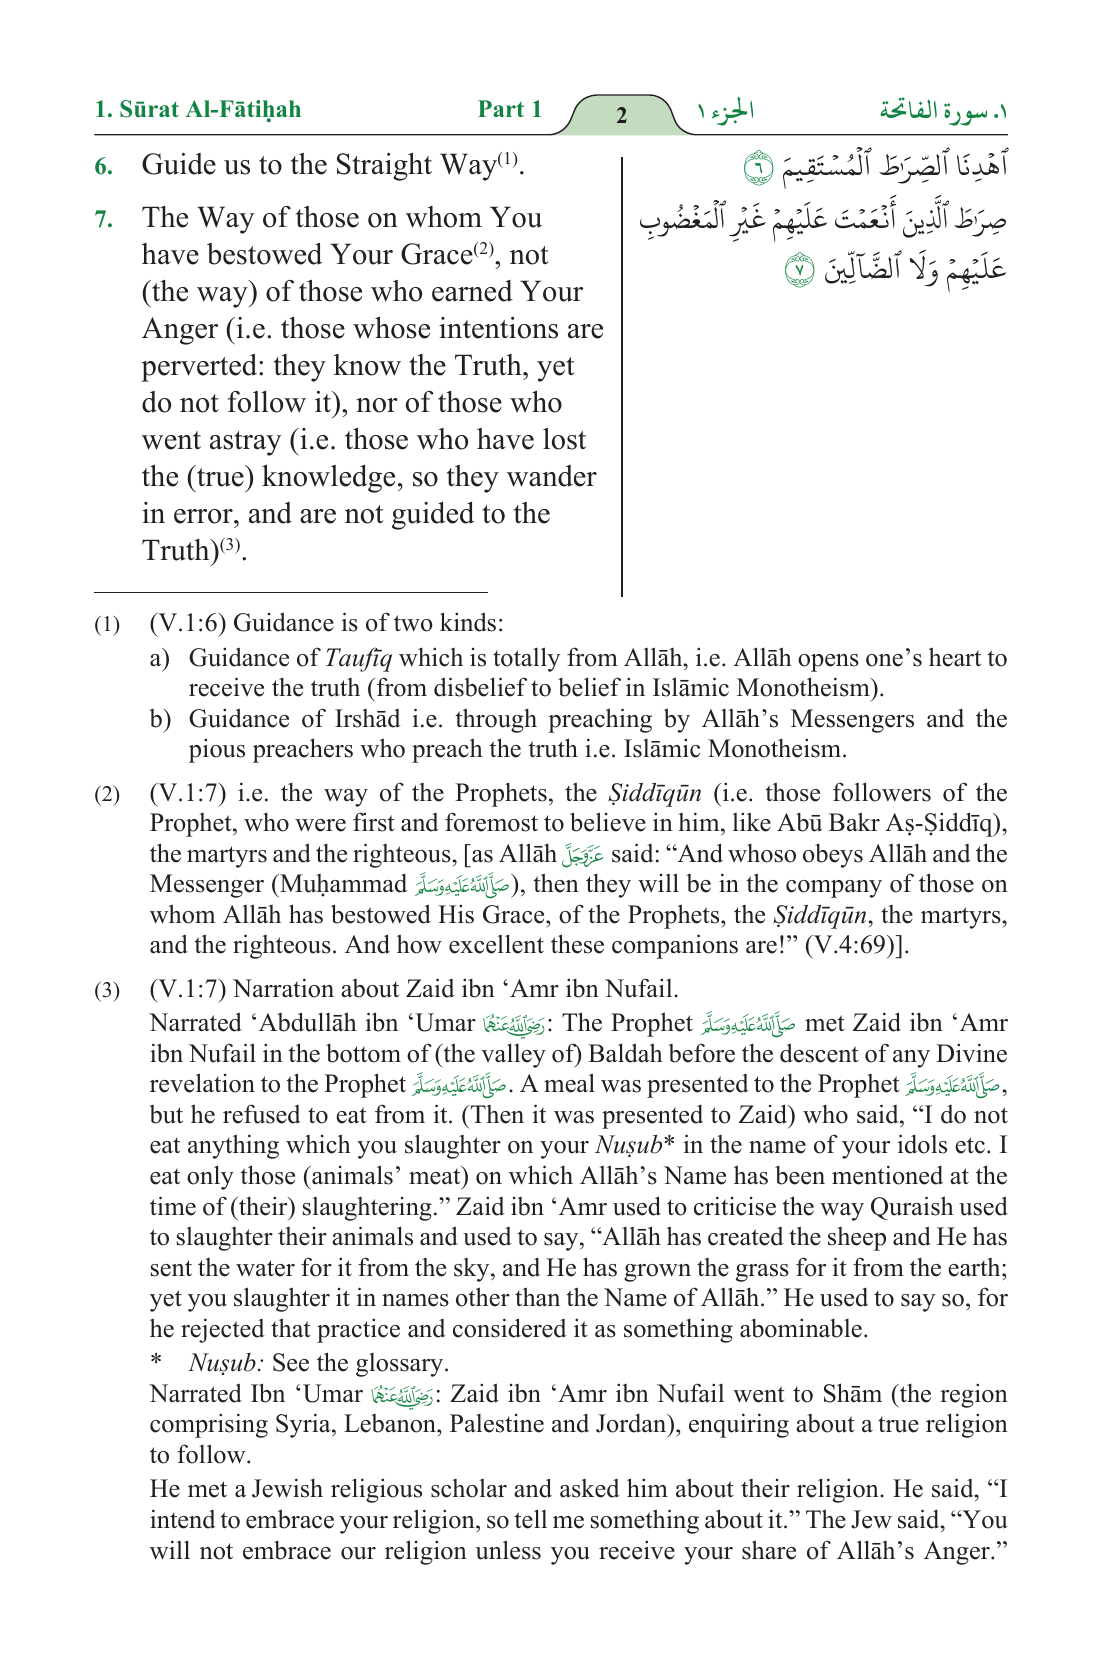 1. Sūrat Al-Fātiḥah Part 1 2 الجزء ١ ١. سورة الفاتحة
6. Guide us to the Straight Way(1).
7. The Way of those on whom You
have bestowed Your Grace(2), not
(the way) of those who earned Your
Anger (i.e. those whose intentions are
perverted: they know the Truth, yet
do not follow it), nor of those who
went astray (i.e. those who have lost
the (true) knowledge, so they wander
in error, and are not guided to the
Truth)(3).
ٱهْدِنَا ٱلصِّرَٰطَ ٱلْمُسْتَقِيمَ ٦
صِرَٰطَ ٱلَّذِينَ أَنْعَمْتَ عَلَيْهِمْ غَيْرِ ٱلْمَغْضُوبِ
عَلَيْهِمْ وَلَا ٱلضَّآلِّينَ ٧
(1) (V.1:6) Guidance is of two kinds:
a) Guidance of Taufīq which is totally from Allāh, i.e. Allāh opens one’s heart to
receive the truth (from disbelief to belief in Islāmic Monotheism).
b) Guidance of Irshād i.e. through preaching by Allāh’s Messengers and the
pious preachers who preach the truth i.e. Islāmic Monotheism.
(2) (V.1:7) i.e. the way of the Prophets, the Ṣiddīqūn (i.e. those followers of the
Prophet, who were first and foremost to believe in him, like Abū Bakr Aṣ-Ṣiddīq),
the martyrs and the righteous, [as Allāh عَزَّوَجَلَّ said: “And whoso obeys Allāh and the
Messenger (Muḥammad صَلَّى اللَّهُ عَلَيْهِ وَسَلَّمَ), then they will be in the company of those on
whom Allāh has bestowed His Grace, of the Prophets, the Ṣiddīqūn, the martyrs,
and the righteous. And how excellent these companions are!” (V.4:69)].
(3) (V.1:7) Narration about Zaid ibn ‘Amr ibn Nufail.
Narrated ‘Abdullāh ibn ‘Umar رَضِيَ اللَّهُ عَنْهُمَا: The Prophet صَلَّى اللَّهُ عَلَيْهِ وَسَلَّمَ met Zaid ibn ‘Amr
ibn Nufail in the bottom of (the valley of) Baldah before the descent of any Divine
revelation to the Prophet صَلَّى اللَّهُ عَلَيْهِ وَسَلَّمَ. A meal was presented to the Prophet صَلَّى اللَّهُ عَلَيْهِ وَسَلَّمَ,
but he refused to eat from it. (Then it was presented to Zaid) who said, “I do not
eat anything which you slaughter on your Nuṣub* in the name of your idols etc. I
eat only those (animals’ meat) on which Allāh’s Name has been mentioned at the
time of (their) slaughtering.” Zaid ibn ‘Amr used to criticise the way Quraish used
to slaughter their animals and used to say, “Allāh has created the sheep and He has
sent the water for it from the sky, and He has grown the grass for it from the earth;
yet you slaughter it in names other than the Name of Allāh.” He used to say so, for
he rejected that practice and considered it as something abominable.
* Nuṣub: See the glossary.
Narrated Ibn ‘Umar رَضِيَ اللَّهُ عَنْهُمَا: Zaid ibn ‘Amr ibn Nufail went to Shām (the region
comprising Syria, Lebanon, Palestine and Jordan), enquiring about a true religion
to follow.
He met a Jewish religious scholar and asked him about their religion. He said, “I
intend to embrace your religion, so tell me something about it.” The Jew said, “You
will not embrace our religion unless you receive your share of Allāh’s Anger.”